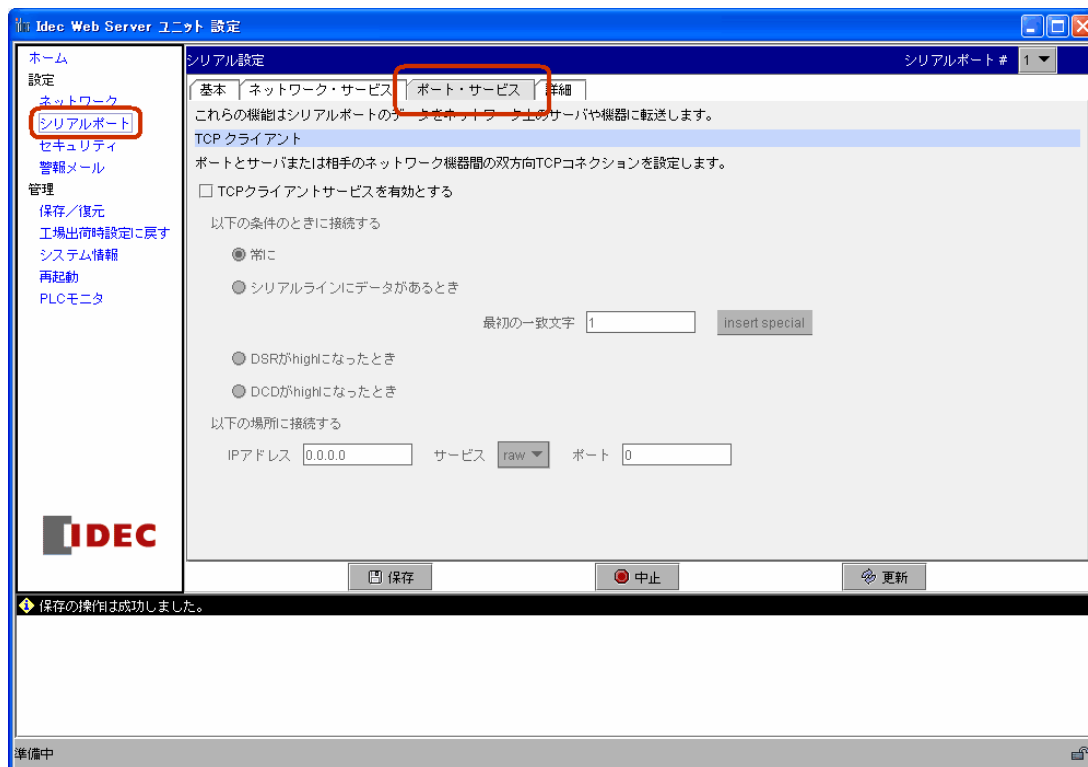 Idec Web Server ユニット 設定
ホーム
設定
ネットワーク
シリアルポート
セキュリティ
警報メール
管理
保存／復元
工場出荷時設定に戻す
システム情報
再起動
PLCモニタ
IDEC
シリアル設定
シリアルポート # 1
基本 ネットワーク・サービス ポート・サービス 詳細
これらの機能はシリアルポートのデータをネットワーク上のサーバや機器に転送します。
TCP クライアント
ポートとサーバまたは相手のネットワーク機器間の双方向TCPコネクションを設定します。
TCPクライアントサービスを有効とする
以下の条件のときに接続する
常に
シリアルラインにデータがあるとき
最初の一致文字 1 insert special
DSRがhighになったとき
DCDがhighになったとき
以下の場所に接続する
IPアドレス 0.0.0.0 サービス raw ポート 0
保存 中止 更新
保存の操作は成功しました。
準備中